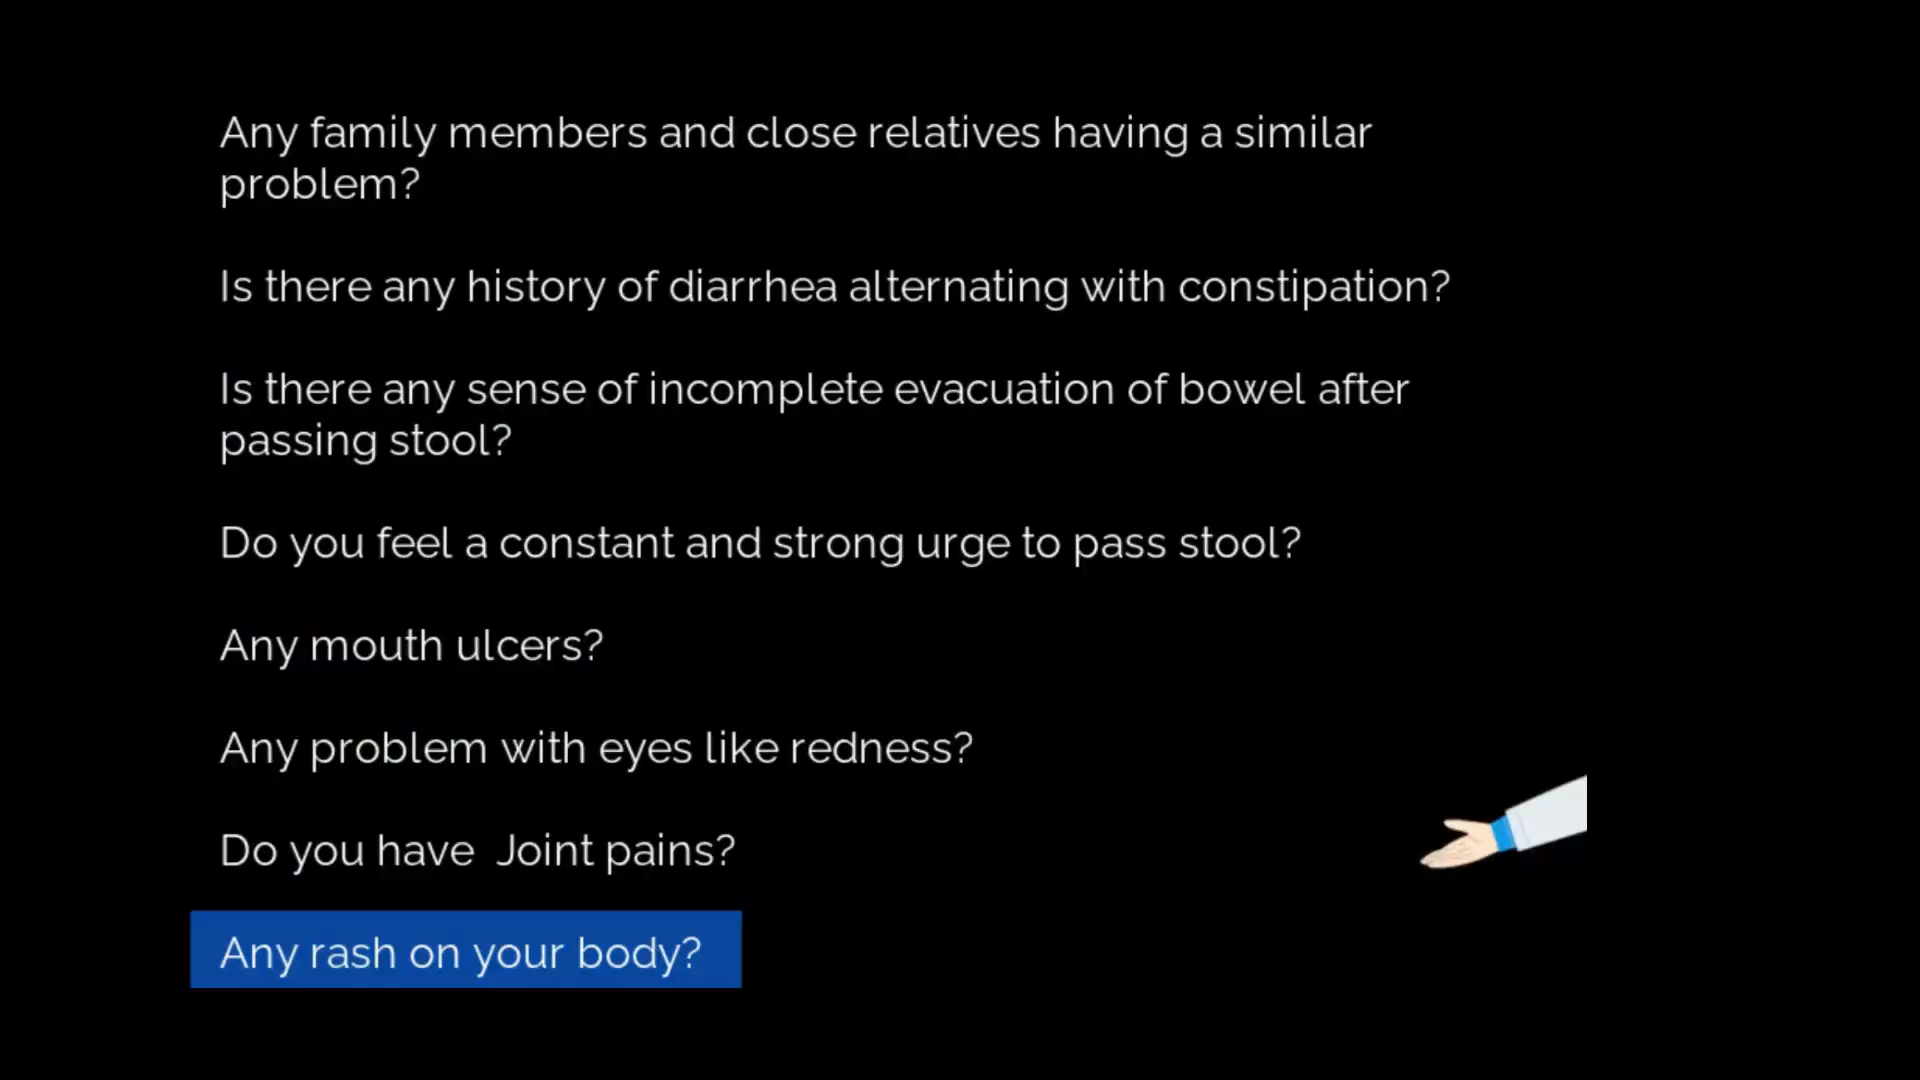 Any family members and close relatives having a similar
problem?
Is there any history of diarrhea alternating with constipation?
Is there any sense of incomplete evacuation of bowel after
passing stool?
Do you feel a constant and strong urge to pass stool?
Any mouth ulcers?
Any problem with eyes like redness?
Do you have  Joint pains?
Any rash on your body?